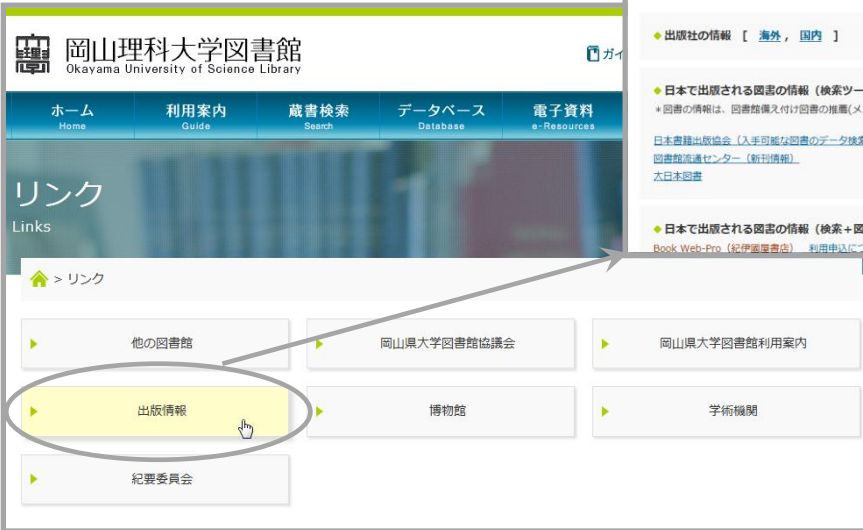 岡山理科大学図書館
Okayama University of Science Library
ガイ
ホーム
Home
利用案内
Guide
蔵書検索
Search
データベース
Database
電子資料
e-Resources
リンク
Links
> リンク
他の図書館
岡山県大学図書館協議会
岡山県大学図書館利用案内
出版情報
博物館
学術機関
紀要委員会
◆出版社の情報 [ 海外, 国内 ]
◆日本で出版される図書の情報（検索ツー
*図書の情報は、図書館備え付け図書の推薦(メ
日本書籍出版協会（入手可能な図書のデータ検索
図書館流通センター（新刊情報）
大日本図書
◆日本で出版される図書の情報（検索+図
Book Web-Pro（紀伊國屋書店） 利用申込につ